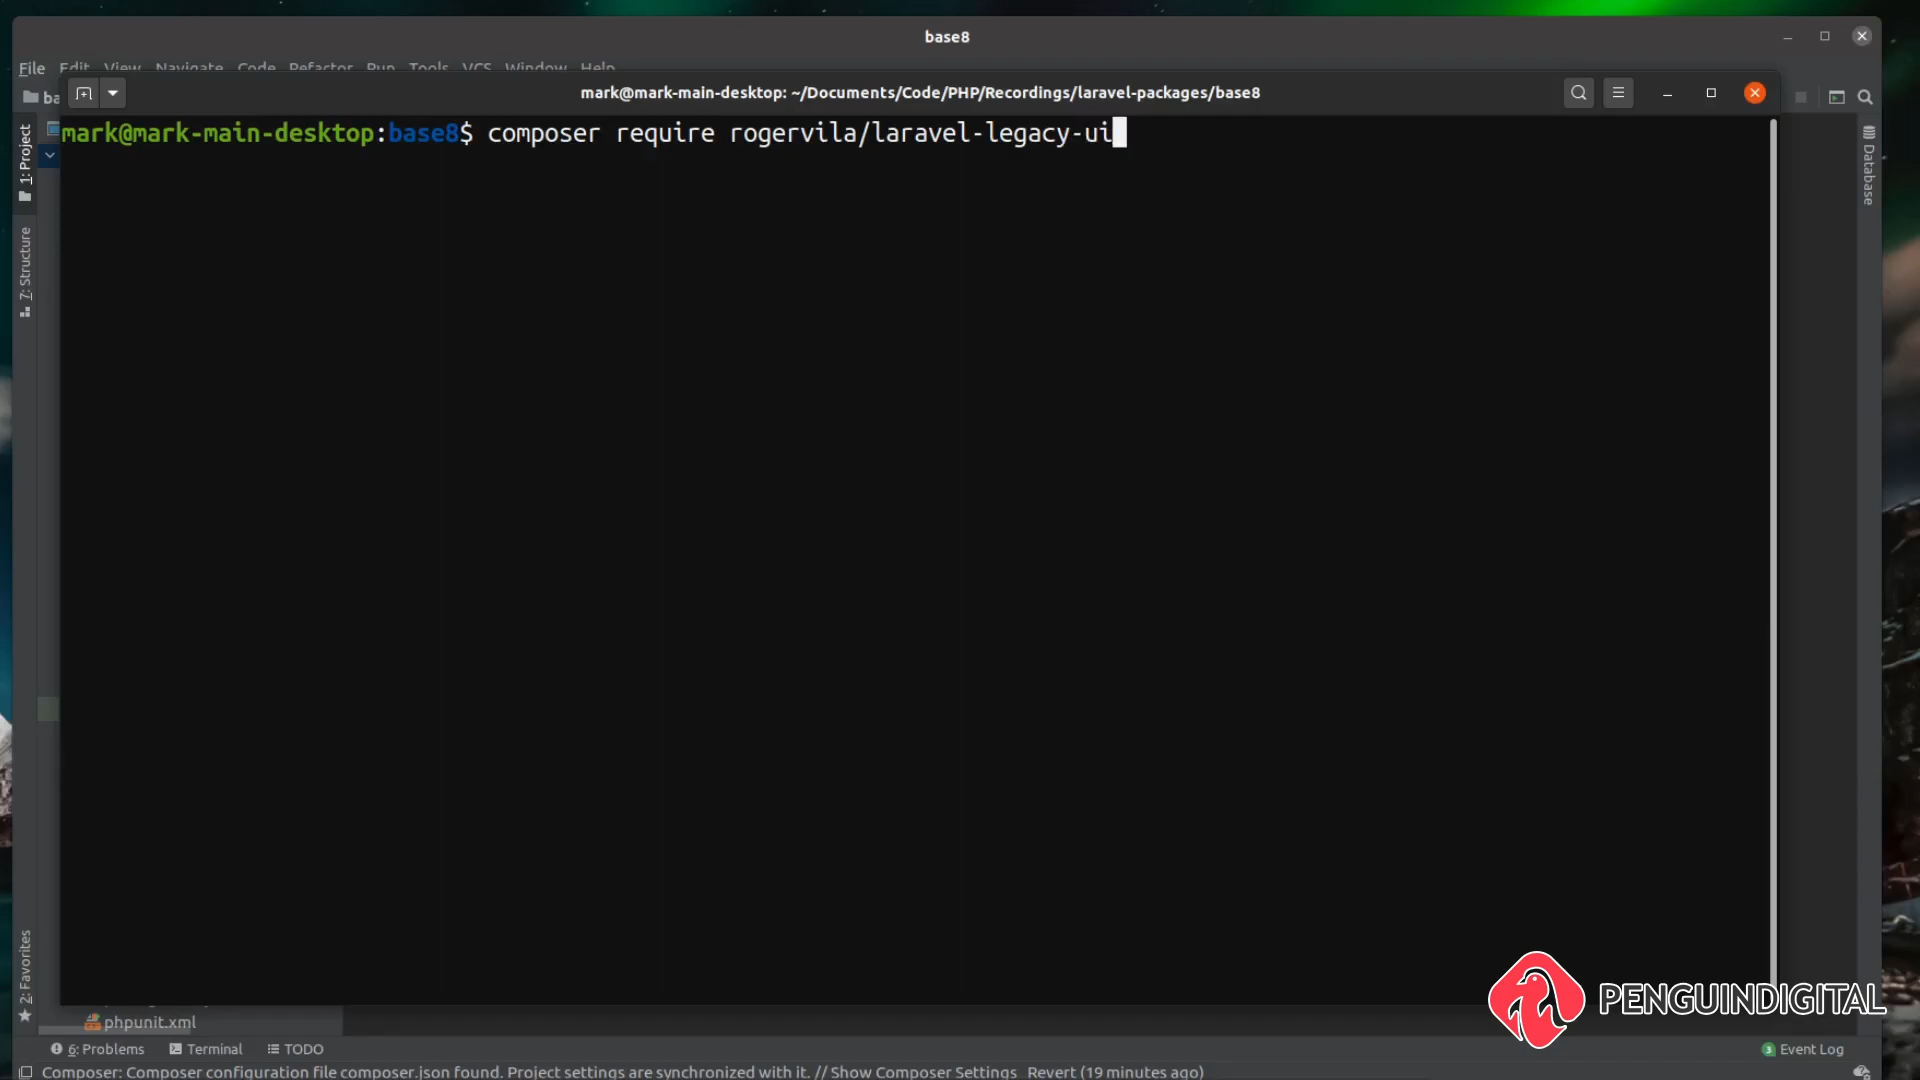 base8
File Edit View Navigate Code Refactor Run Tools VCS Window Help
ba
mark@mark-main-desktop: ~/Documents/Code/PHP/Recordings/laravel-packages/base8
mark@mark-main-desktop:base8$ composer require rogervila/laravel-legacy-ui
1: Project
7: Structure
2: Favorites
Database
phpunit.xml
PENGUINDIGITAL
6: Problems Terminal TODO
3 Event Log
Composer: Composer configuration file composer.json found. Project settings are synchronized with it. // Show Composer Settings Revert (19 minutes ago)